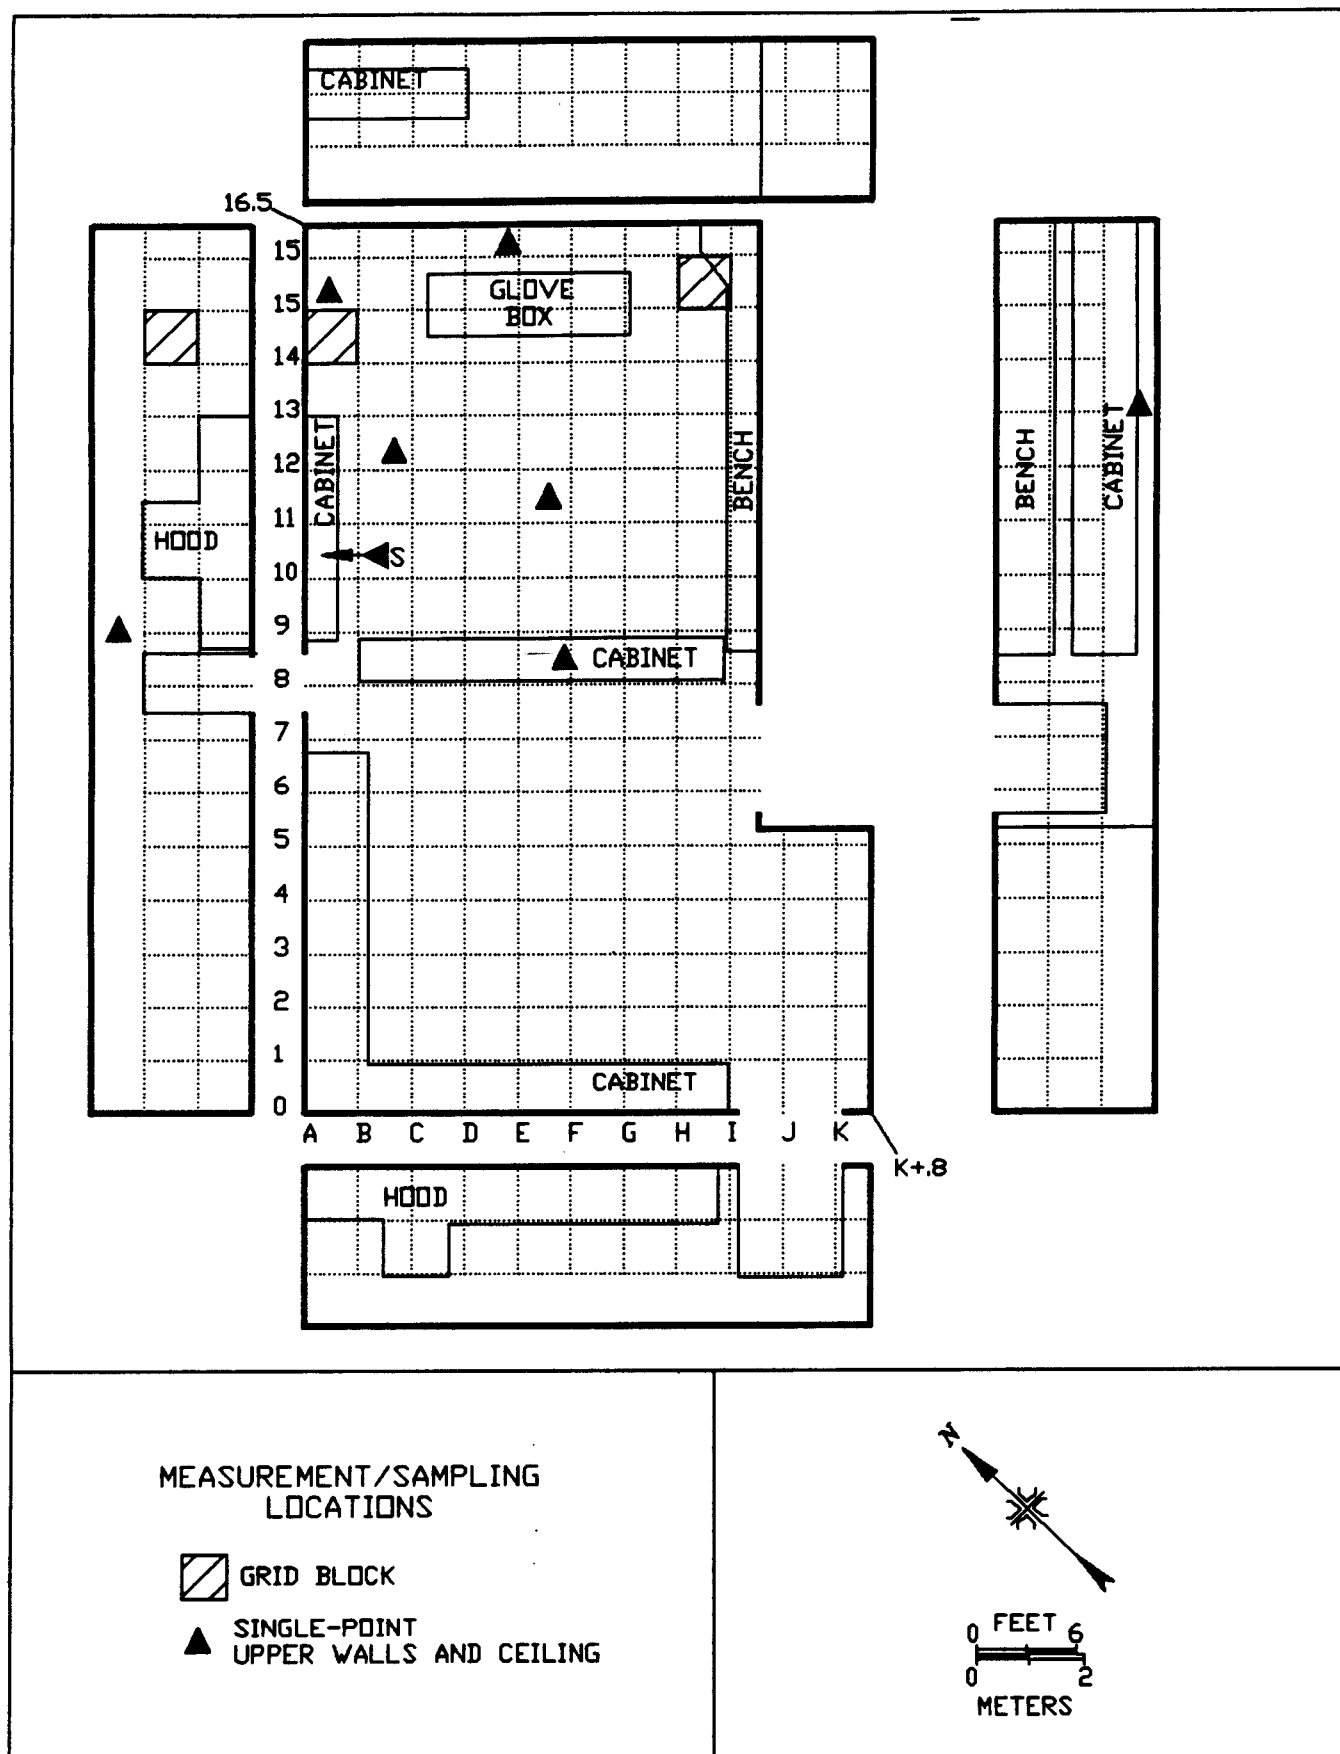 CABINET
16.5
15
GLOVE
BOX
15
14
13
CABINET
12
BENCH
BENCH
CABINET
11
HOOD
S
10
9
CABINET
8
7
6
5
4
3
2
1
CABINET
0
A B C D E F G H I J K
K+.8
HOOD
MEASUREMENT/SAMPLING
LOCATIONS
GRID BLOCK
SINGLE-POINT
UPPER WALLS AND CEILING
N
FEET
0 6
0 2
METERS